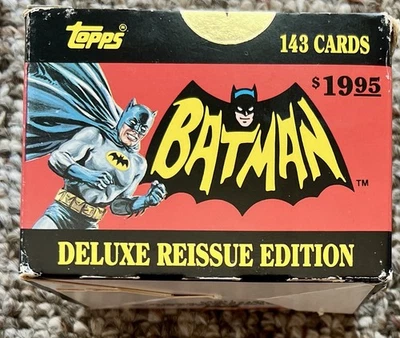 Topps®
143 CARDS
$19.95
BATMAN
TM
DELUXE REISSUE EDITION